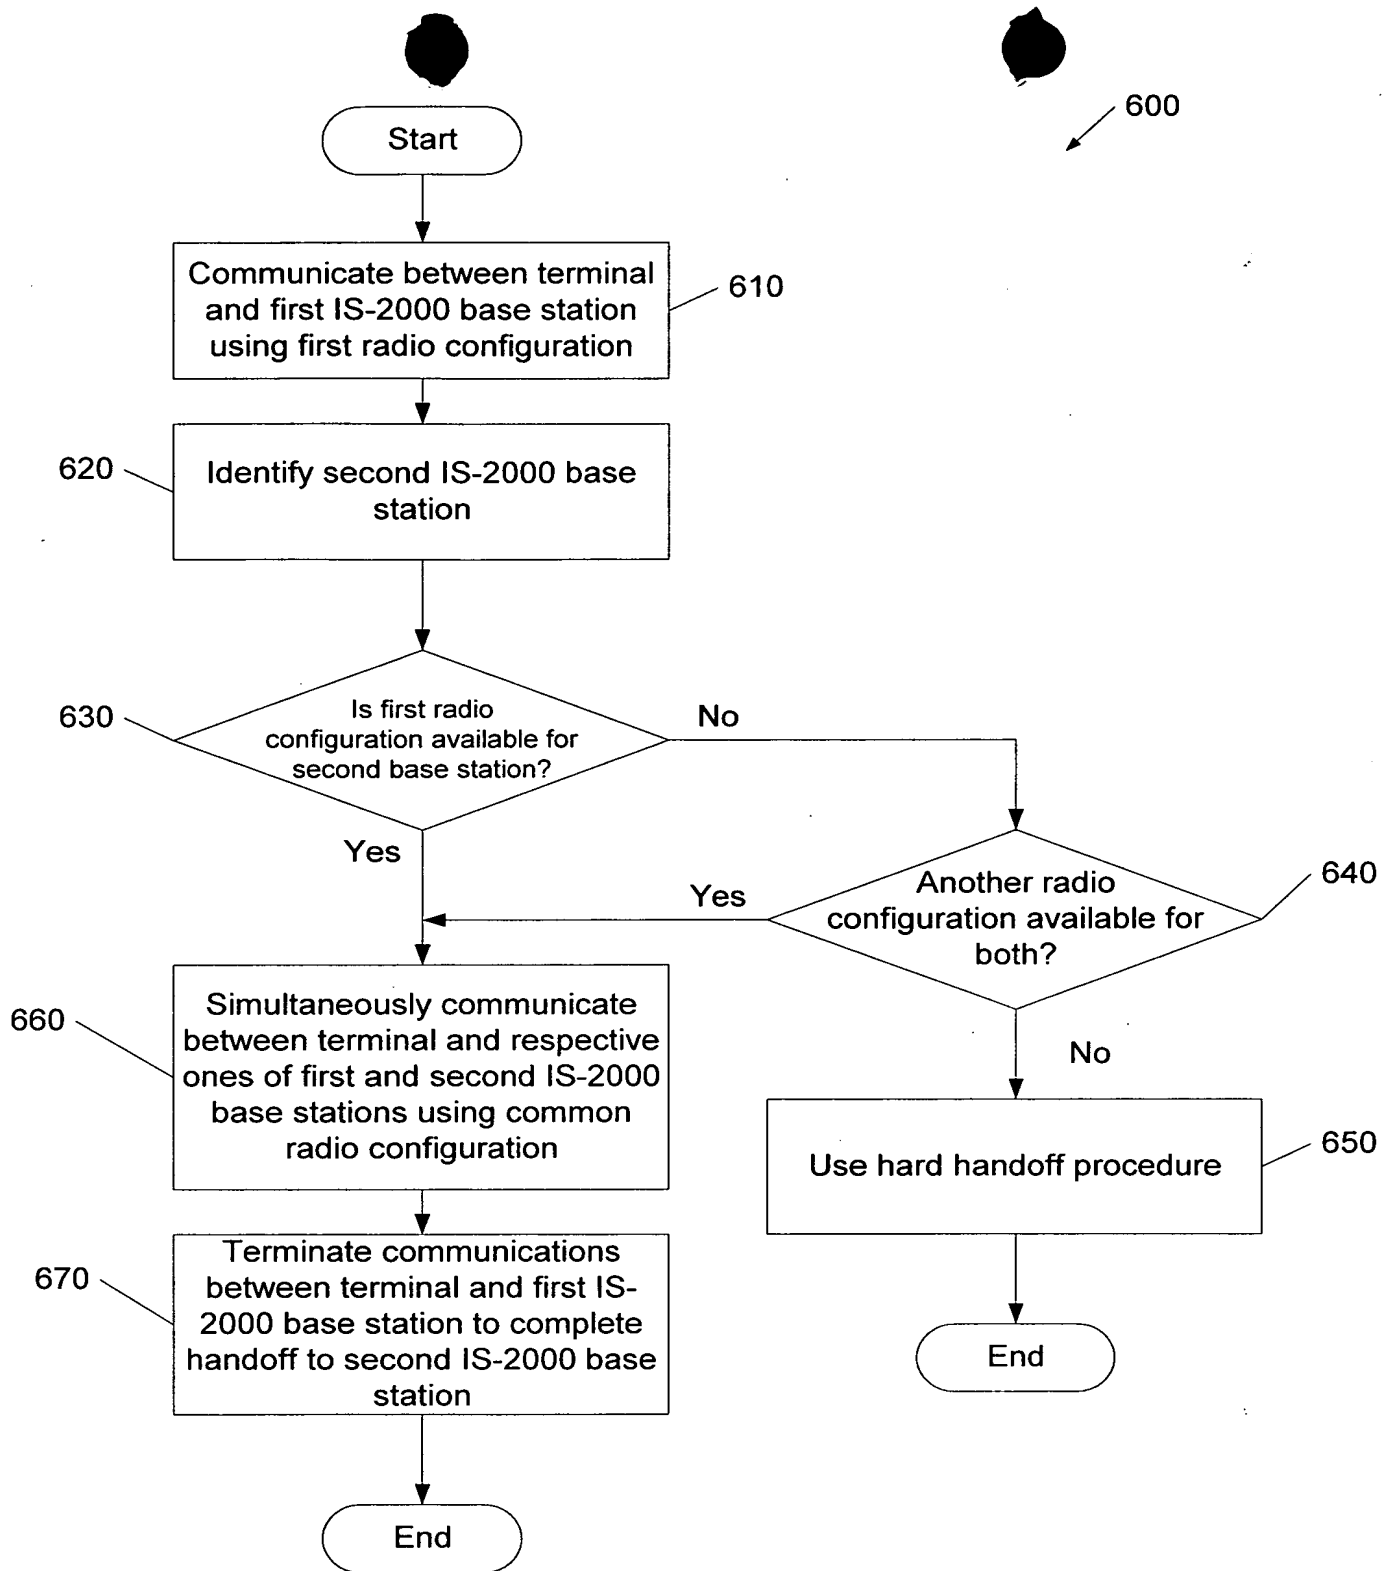 600
Start
Communicate between terminal
and first IS-2000 base station
using first radio configuration
610
620
Identify second IS-2000 base
station
630
Is first radio
configuration available for
second base station?
No
Yes
Yes
Another radio
configuration available for
both?
640
No
660
Simultaneously communicate
between terminal and respective
ones of first and second IS-2000
base stations using common
radio configuration
Use hard handoff procedure
650
670
Terminate communications
between terminal and first IS-
2000 base station to complete
handoff to second IS-2000 base
station
End
End